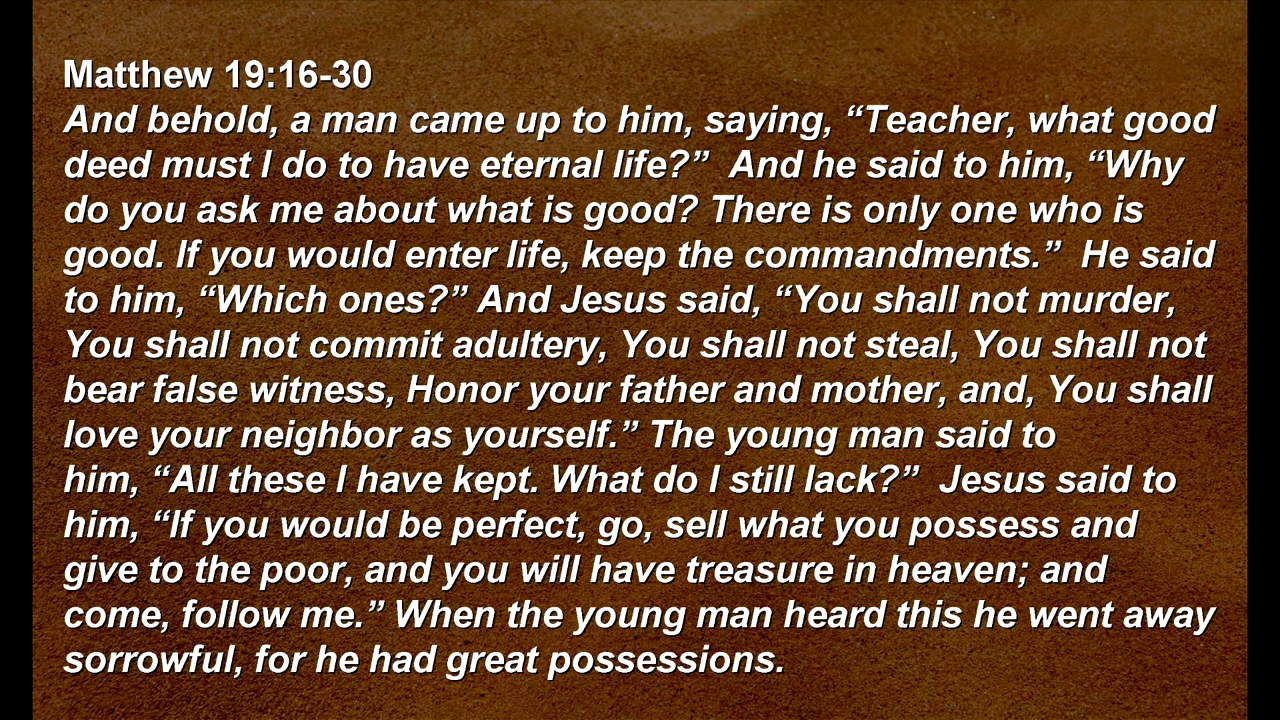 Matthew 19:16-30
And behold, a man came up to him, saying, “Teacher, what good
deed must I do to have eternal life?”  And he said to him, “Why
do you ask me about what is good? There is only one who is
good. If you would enter life, keep the commandments.”  He said
to him, “Which ones?” And Jesus said, “You shall not murder,
You shall not commit adultery, You shall not steal, You shall not
bear false witness, Honor your father and mother, and, You shall
love your neighbor as yourself.” The young man said to
him, “All these I have kept. What do I still lack?”  Jesus said to
him, “If you would be perfect, go, sell what you possess and
give to the poor, and you will have treasure in heaven; and
come, follow me.” When the young man heard this he went away
sorrowful, for he had great possessions.